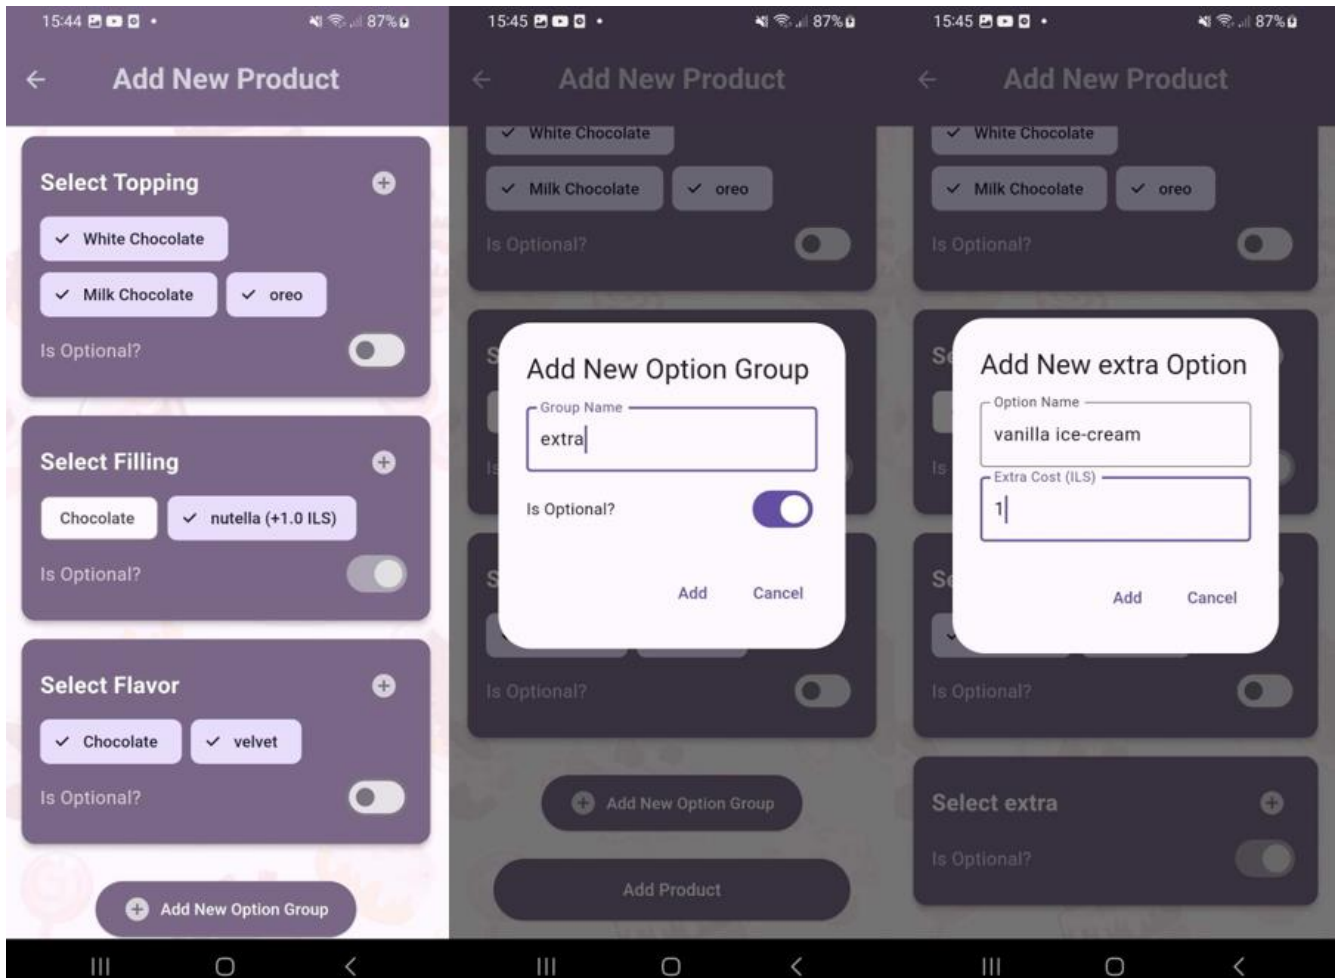 15:44
87%
Add New Product
Select Topping
White Chocolate
Milk Chocolate
oreo
Is Optional?
Select Filling
Chocolate
nutella (+1.0 ILS)
Is Optional?
Select Flavor
Chocolate
velvet
Is Optional?
Add New Option Group
15:45
87%
Add New Product
White Chocolate
Milk Chocolate
oreo
Is Optional?
Add New Option Group
Group Name
extra
Is Optional?
Add
Cancel
Is Optional?
Add New Option Group
Add Product
15:45
87%
Add New Product
White Chocolate
Milk Chocolate
oreo
Is Optional?
Add New extra Option
Option Name
vanilla ice-cream
Extra Cost (ILS)
1
Add
Cancel
Is Optional?
Select extra
Is Optional?